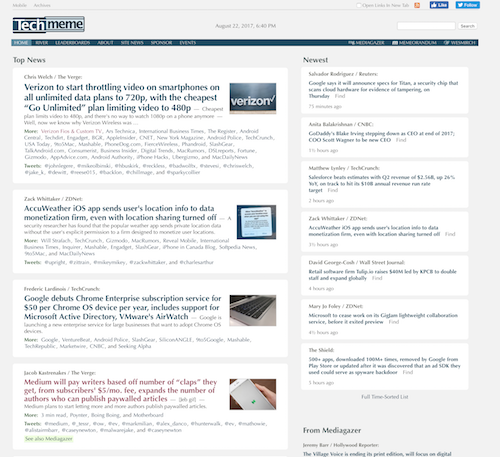 Mobile Archives
Open Links In New Tab
Like
Follow
Techmeme
August 22, 2017, 6:40 PM
Search
HOME RIVER LEADERBOARDS ABOUT SITE NEWS SPONSOR EVENTS
MEDIAGAZER MEMEORANDUM WESMIRCH
Top News
Chris Welch / The Verge:
Verizon to start throttling video on smartphones on
all unlimited data plans to 720p, with the cheapest
"Go Unlimited" plan limiting video to 480p — Cheapest
plan limited to 480p, and there's no way to watch 1080p on a phone anymore —
Well, now we know why Verizon Wireless was ...
verizon
More: Verizon Fios & Custom TV, Ars Technica, International Business Times, The Register, Android
Central, Techdirt, Engadget, BGR, AppleInsider, CNET, New York Magazine, Android Police, TechCrunch,
USA Today, 9to5Mac, Mashable, PhoneDog.com, FierceWireless, Phandroid, SlashGear,
TalkAndroid.com, Consumerist, Business Insider, Digital Trends, MacRumors, DSLreports, Fortune,
Gizmodo, AppAdvice.com, Android Authority, iPhone Hacks, Ubergizmo, and MacDailyNews
Zack Whittaker / ZDNet:
AccuWeather iOS app sends user's location info to data
monetization firm, even with location sharing turned off — A
security researcher has found that the popular weather app sends private location data
without the user's explicit permission to a firm designed to monetize user locations.
More: Will Strafach, TechCrunch, Gizmodo, MacRumors, Reveal Mobile, International
Business Times, Inquirer, Mashable, Engadget, SlashGear, iPhone in Canada Blog, Softpedia News,
9to5Mac, and MacDailyNews
Tweets: @uptight, @zittrain, @mikeymikey, @zackwhittaker, and @charlesarthur
Frederic Lardinois / TechCrunch:
Google debuts Chrome Enterprise subscription service for
$50 per Chrome OS device per year, includes support for
Microsoft Active Directory, VMware's AirWatch — Google is
launching a new enterprise service for large businesses that want to adopt Chrome OS
devices.
More: Google, VentureBeat, Android Police, SlashGear, SiliconANGLE, 9to5Google, Mashable,
TechRepublic, Marketwire, CNBC, and Seeking Alpha
Jacob Kastrenakes / The Verge:
Medium will pay writers based off number of "claps" they
get, from subscribers' $5/mo. fee, expands the number of
authors who can publish paywalled articles
Medium plans to start letting more and more authors publish paywalled articles.
More: 3 min read, Poynter, Boing Boing, and Motherboard
See also Mediagazer
Newest
Salvador Rodriguez / Reuters:
Google says it will announce specs for Titan, a security chip that
scans cloud hardware for evidence of tampering, on
Thursday Find
75 minutes ago
Anita Balakrishnan / CNBC:
GoDaddy's Blake Irving stepping down as CEO at end of 2017;
COO Scott Wagner to be new CEO Find
1¾ hours ago
Matthew Lynley / TechCrunch:
Salesforce beats estimates with Q2 revenue of $2.56B, up 26%
YoY, on track to hit its $10B annual revenue run rate
target Find
2 hours ago
Zack Whittaker / ZDNet:
AccuWeather iOS app sends user's location info to data
monetization firm, even with location sharing turned off Find
David George-Cosh / Wall Street Journal:
Retail software firm Tulip.io raises $40M led by KPCB to double
staff and expand globally Find
4 hours ago
Mary Jo Foley / ZDNet:
Microsoft to cease work on its GigJam lightweight collaboration
service, before it exited preview Find
The Shield:
500+ apps, downloaded 100M+ times, removed by Google from
Play Store or updated after it was discovered that an ad SDK they
used could serve as spyware backdoor Find
5 hours ago
Full Time-Sorted List
From Mediagazer
Jeremy Barr / Hollywood Reporter:
The Village Voice is ending its print edition, will focus on digital